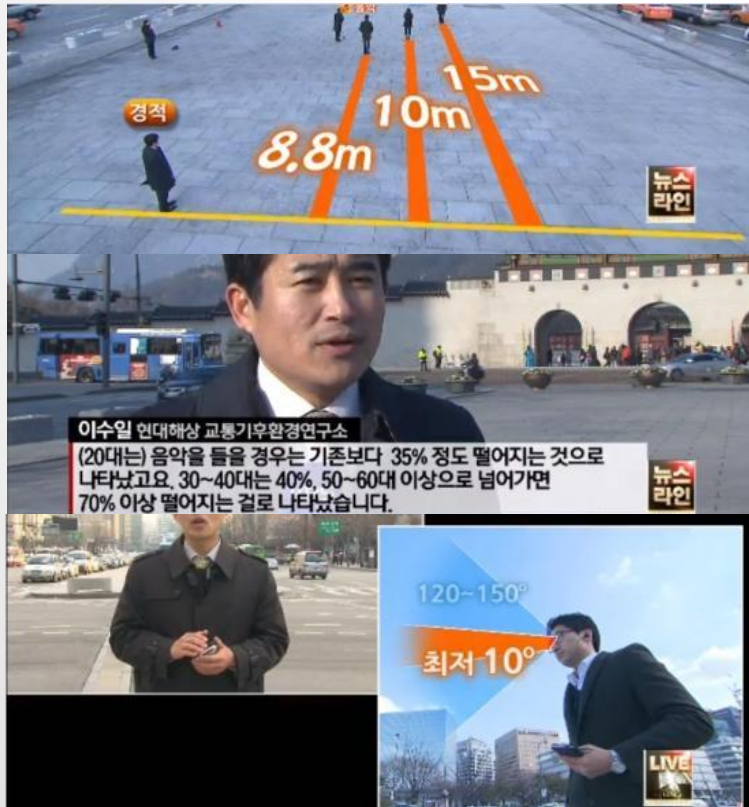 경적
8.8m
10m
15m
뉴스
라인
이수일 현대해상 교통기후환경연구소
(20대는) 음악을 들을 경우는 기존보다 35% 정도 떨어지는 것으로
나타났고요, 30~40대는 40%, 50~60대 이상으로 넘어가면
70% 이상 떨어지는 걸로 나타났습니다.
뉴스
라인
120~150°
최저 10°
LIVE